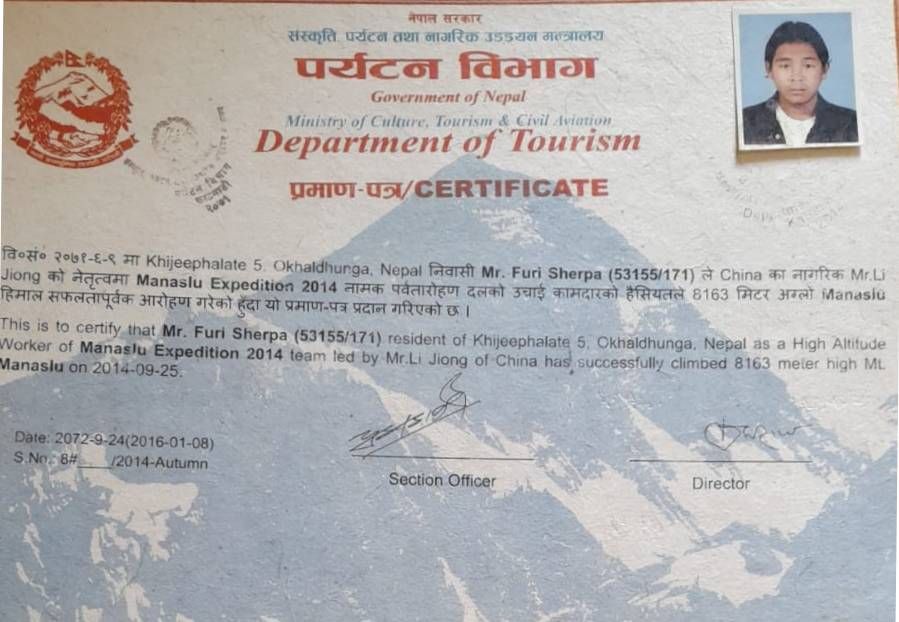 नेपाल सरकार
संस्कृति, पर्यटन तथा नागरिक उड्डयन मन्त्रालय
पर्यटन विभाग
Government of Nepal
Ministry of Culture, Tourism & Civil Aviation
Department of Tourism
प्रमाण-पत्र/CERTIFICATE
वि०सं० २०७१-६-९ मा Khijeephalate 5, Okhaldhunga, Nepal निवासी Mr. Furi Sherpa (53155/171) ले China का नागरिक Mr.Li
Jiong को नेतृत्वमा Manaslu Expedition 2014 नामक पर्वतारोहण दलको उचाई कामदारको हैसियतले 8163 मिटर अग्लो Manaslu
हिमाल सफलतापूर्वक आरोहण गरेको हुँदा यो प्रमाण-पत्र प्रदान गरिएको छ ।
This is to certify that Mr. Furi Sherpa (53155/171) resident of Khijeephalate 5, Okhaldhunga, Nepal as a High Altitude
Worker of Manaslu Expedition 2014 team led by Mr.Li Jiong of China has successfully climbed 8163 meter high Mt.
Manaslu on 2014-09-25.
Date: 2072-9-24(2016-01-08)
S.No.: 8#____/2014-Autumn
Section Officer
Director